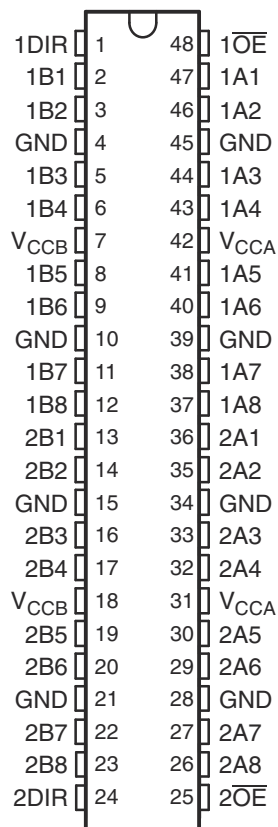 1DIR 1 48 1O̅E̅
1B1 2 47 1A1
1B2 3 46 1A2
GND 4 45 GND
1B3 5 44 1A3
1B4 6 43 1A4
VCCB 7 42 VCCA
1B5 8 41 1A5
1B6 9 40 1A6
GND 10 39 GND
1B7 11 38 1A7
1B8 12 37 1A8
2B1 13 36 2A1
2B2 14 35 2A2
GND 15 34 GND
2B3 16 33 2A3
2B4 17 32 2A4
VCCB 18 31 VCCA
2B5 19 30 2A5
2B6 20 29 2A6
GND 21 28 GND
2B7 22 27 2A7
2B8 23 26 2A8
2DIR 24 25 2O̅E̅